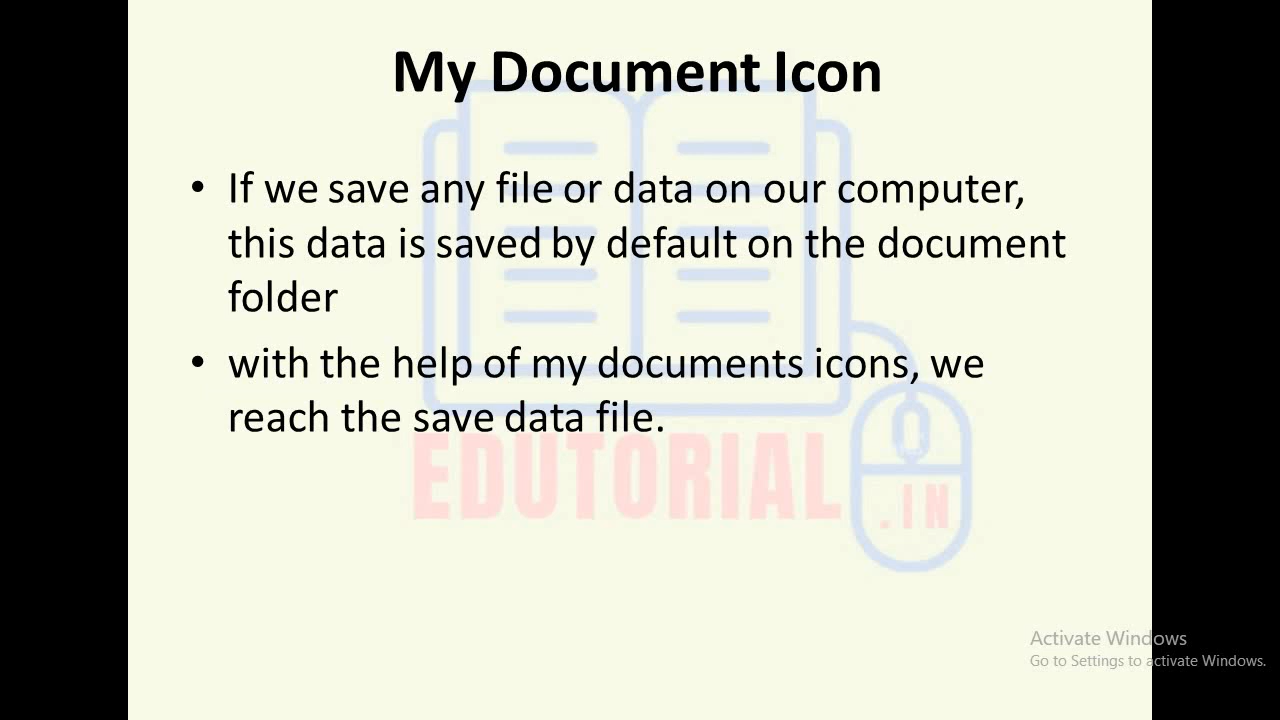 My Document Icon
• If we save any file or data on our computer,
this data is saved by default on the document
folder
• with the help of my documents icons, we
reach the save data file.
EDUTORIAL
.IN
Activate Windows
Go to Settings to activate Windows.